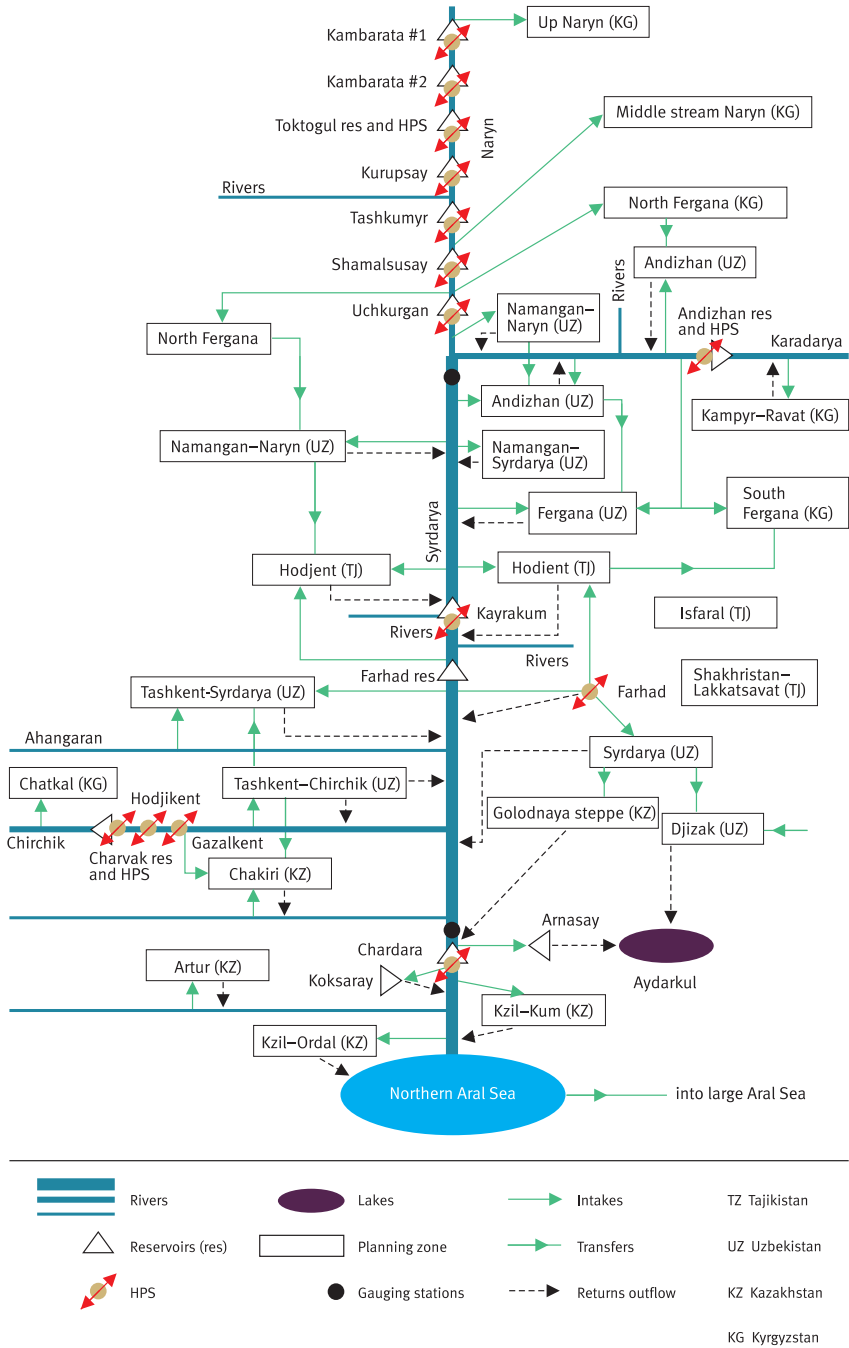 Kambarata #1
Up Naryn (KG)
Kambarata #2
Middle stream Naryn (KG)
Toktogul res and HPS
Naryn
Kurupsay
Rivers
North Fergana (KG)
Tashkumyr
Andizhan (UZ)
Shamalsusay
Rivers
Uchkurgan
Namangan–
Naryn (UZ)
Andizhan res
and HPS
North Fergana
Karadarya
Andizhan (UZ)
Kampyr–Ravat (KG)
Namangan–Naryn (UZ)
Namangan–
Syrdarya (UZ)
Syrdarya
Fergana (UZ)
South
Fergana (KG)
Hodjent (TJ)
Hodient (TJ)
Kayrakum
Isfaral (TJ)
Rivers
Rivers
Farhad res
Shakhristan–
Lakkatsavat (TJ)
Tashkent-Syrdarya (UZ)
Farhad
Ahangaran
Syrdarya (UZ)
Chatkal (KG)
Hodjikent
Tashkent–Chirchik (UZ)
Golodnaya steppe (KZ)
Djizak (UZ)
Chirchik
Charvak res
and HPS
Gazalkent
Chakiri (KZ)
Arnasay
Chardara
Artur (KZ)
Koksaray
Aydarkul
Kzil–Kum (KZ)
Kzil–Ordal (KZ)
Northern Aral Sea
into large Aral Sea
Rivers
Lakes
Intakes
TZ Tajikistan
Reservoirs (res)
Planning zone
Transfers
UZ Uzbekistan
HPS
Gauging stations
Returns outflow
KZ Kazakhstan
KG Kyrgyzstan